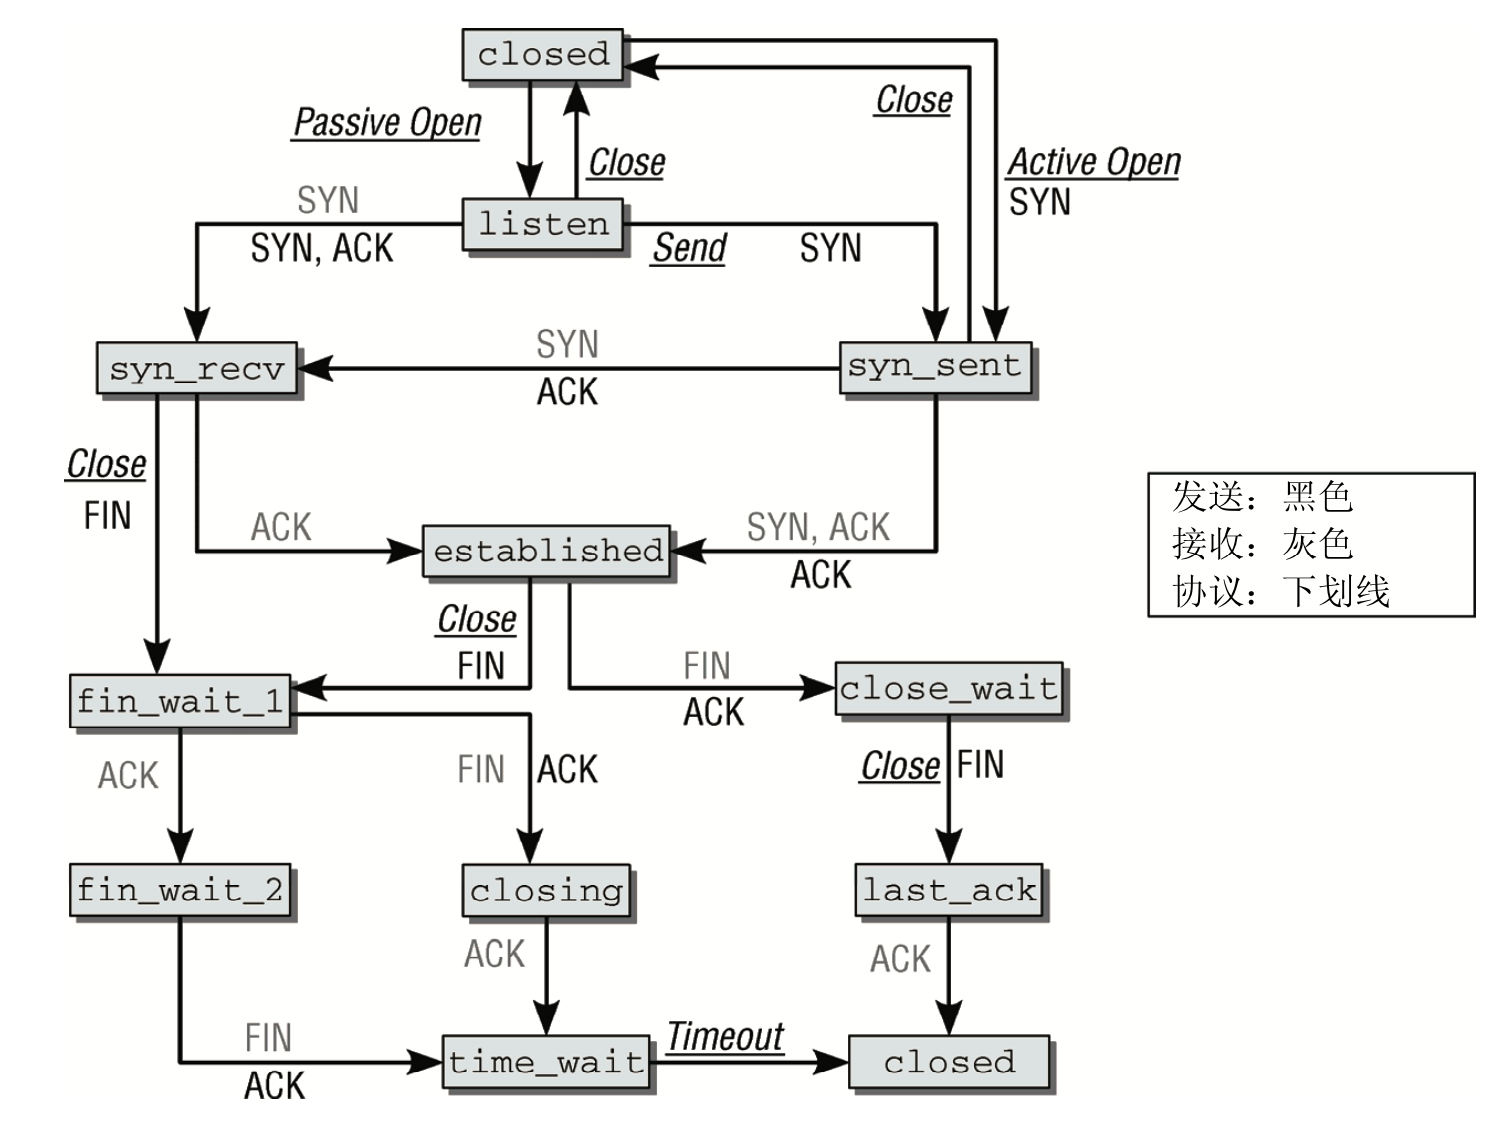 closed
Close
Passive Open
Close
Active Open
SYN
SYN
SYN, ACK
listen
Send
SYN
syn_recv
SYN
ACK
syn_sent
Close
FIN
ACK
established
SYN, ACK
ACK
发送：黑色
接收：灰色
协议：下划线
Close
FIN
FIN
ACK
fin_wait_1
close_wait
ACK
FIN
ACK
Close
FIN
fin_wait_2
closing
last_ack
ACK
ACK
FIN
ACK
time_wait
Timeout
closed